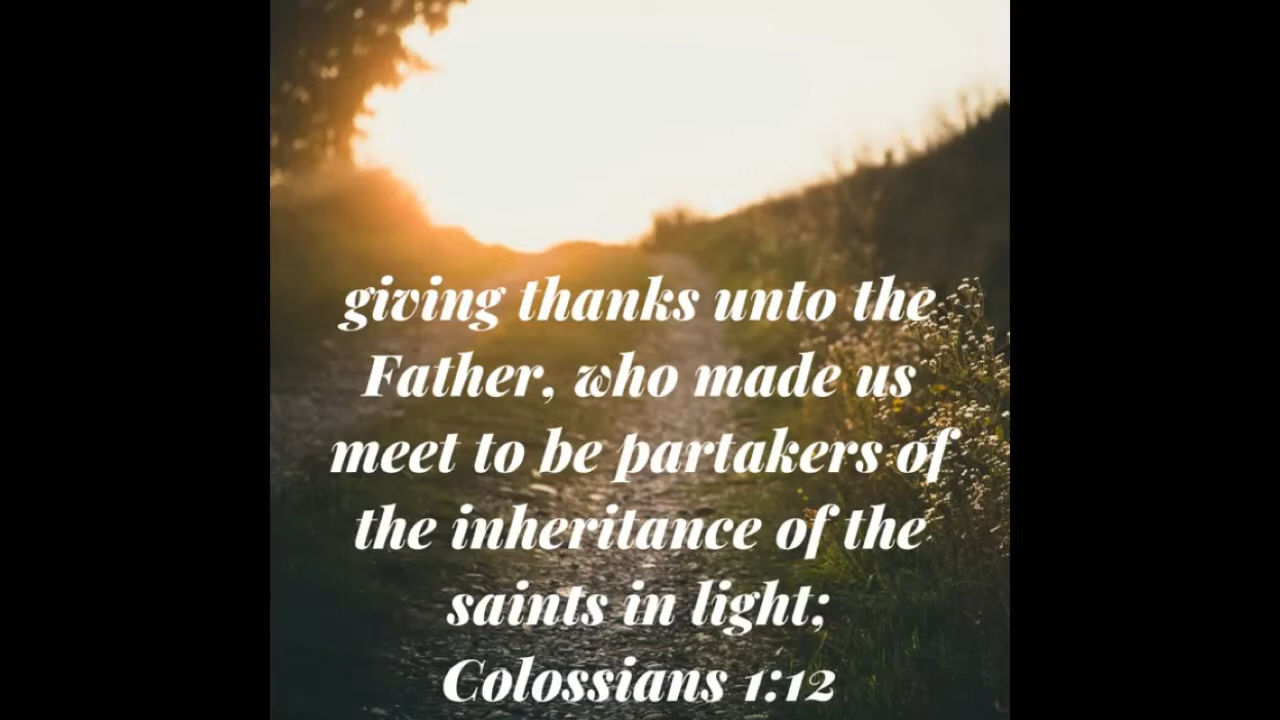 giving thanks unto the
Father, who made us
meet to be partakers of
the inheritance of the
saints in light;
Colossians 1:12